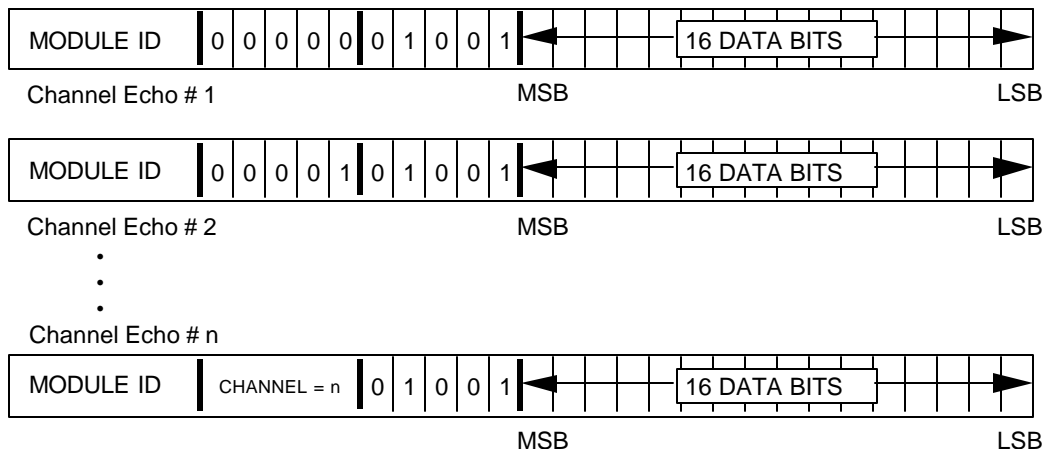 MODULE ID 0 0 0 0 0 0 1 0 0 1 16 DATA BITS
Channel Echo # 1 MSB LSB
MODULE ID 0 0 0 0 1 0 1 0 0 1 16 DATA BITS
Channel Echo # 2 MSB LSB
Channel Echo # n
MODULE ID CHANNEL = n 0 1 0 0 1 16 DATA BITS
MSB LSB